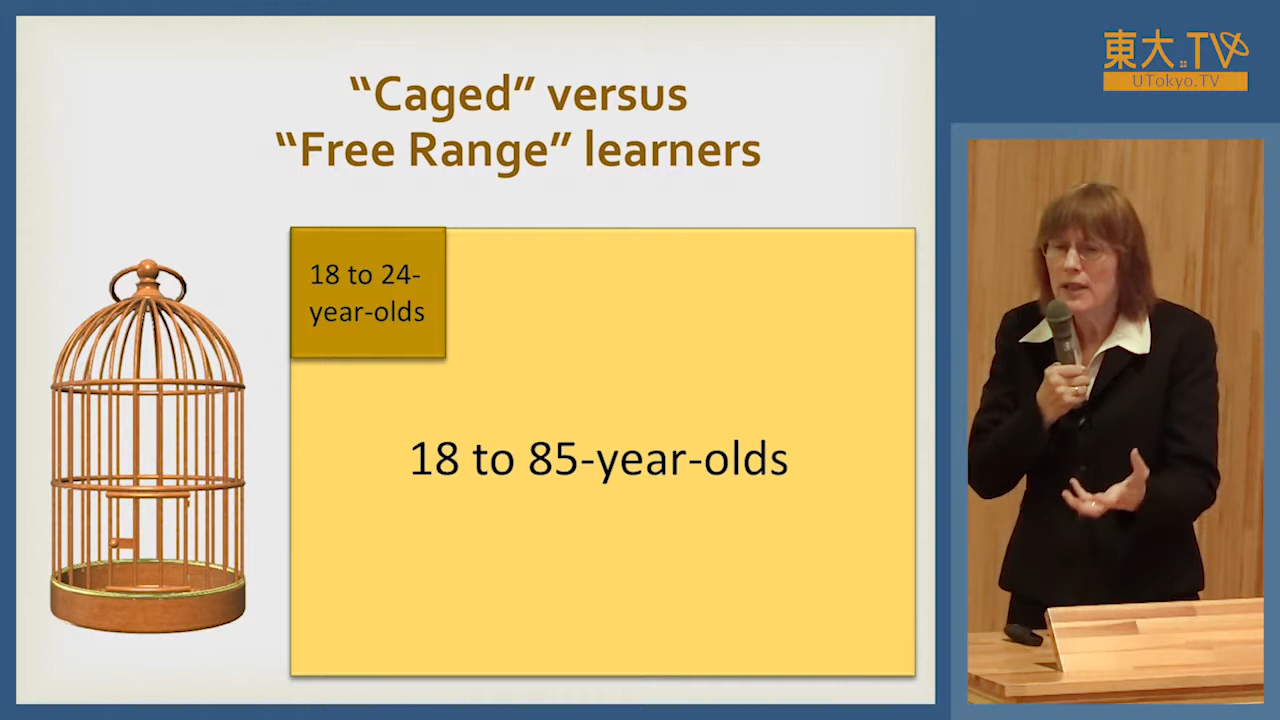 “Caged” versus
“Free Range” learners
18 to 24-
year-olds
18 to 85-year-olds
東大.TV
UTokyo.TV